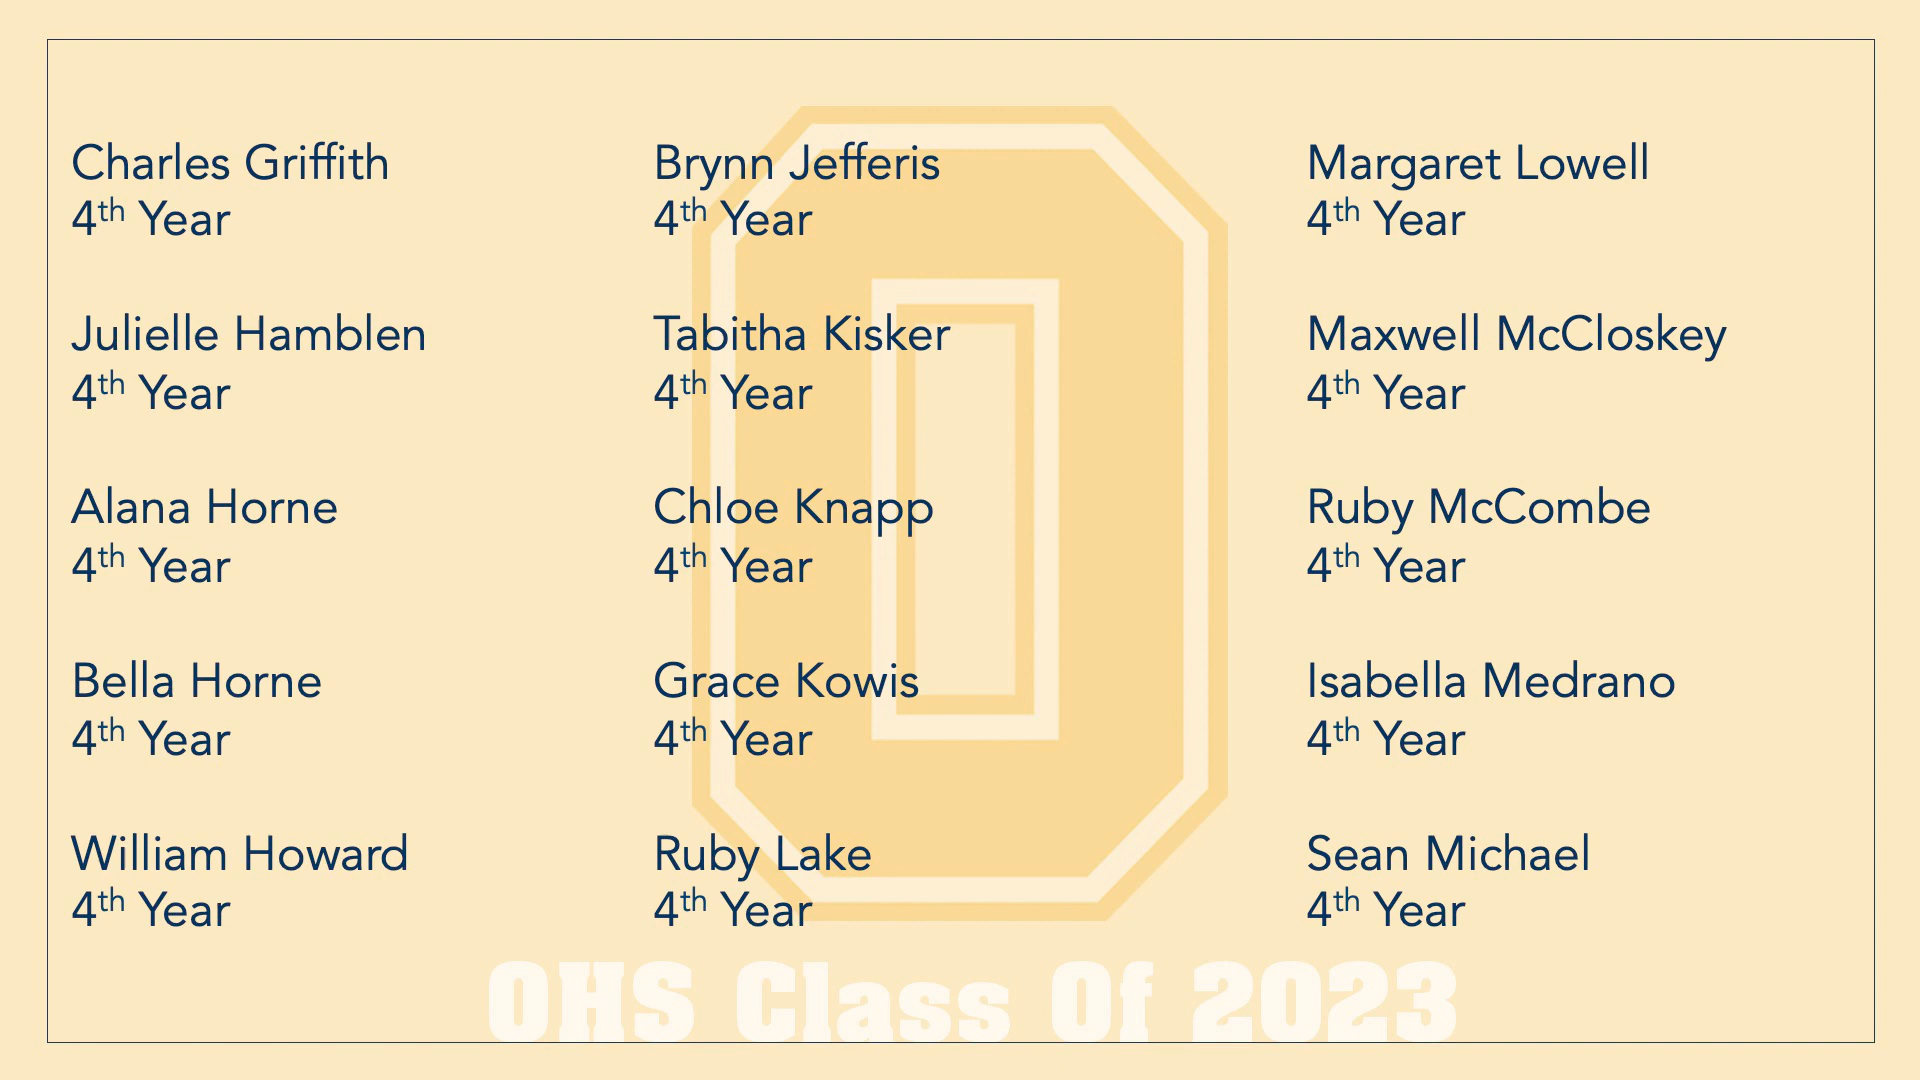 Charles Griffith
4th Year
Julielle Hamblen
4th Year
Alana Horne
4th Year
Bella Horne
4th Year
William Howard
4th Year
Brynn Jefferis
4th Year
Tabitha Kisker
4th Year
Chloe Knapp
4th Year
Grace Kowis
4th Year
Ruby Lake
4th Year
Margaret Lowell
4th Year
Maxwell McCloskey
4th Year
Ruby McCombe
4th Year
Isabella Medrano
4th Year
Sean Michael
4th Year
O
OHS Class Of 2023